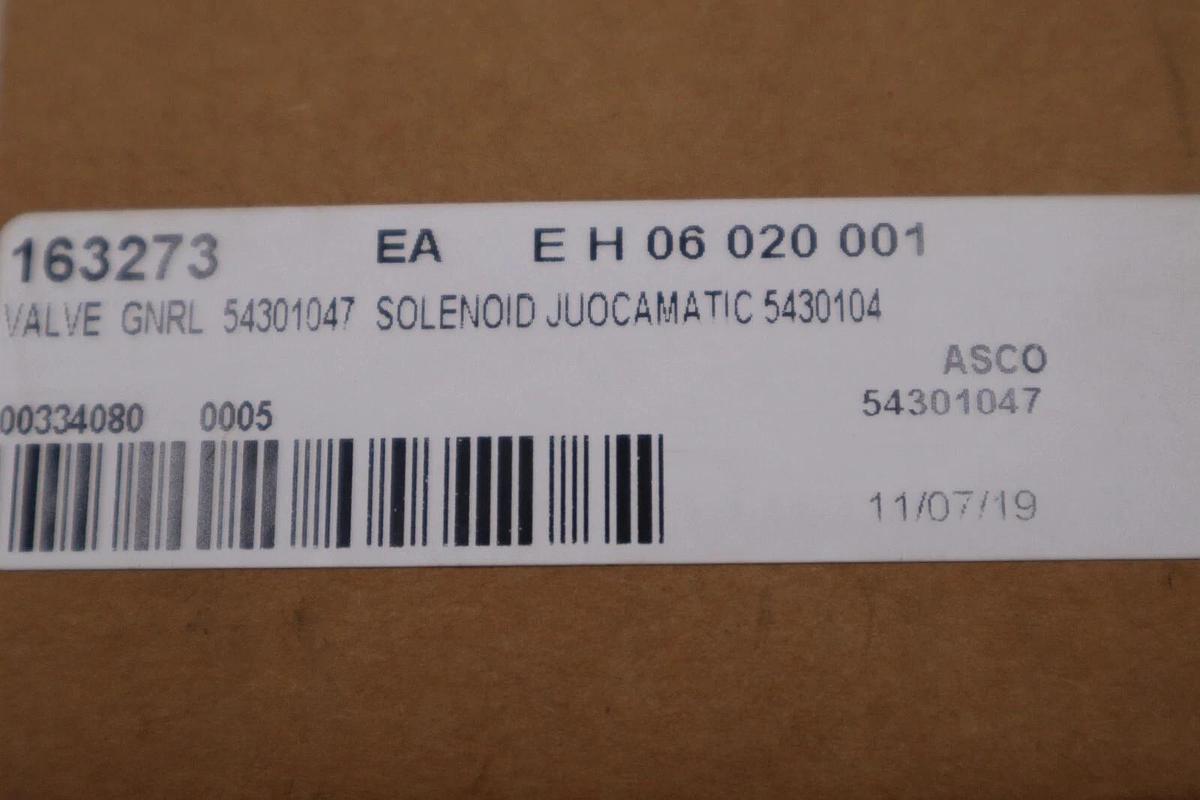 163273 EA E H 06 020 001
VALVE GNRL 54301047 SOLENOID JUOCAMATIC 5430104
ASCO
00334080 0005 54301047
11/07/19